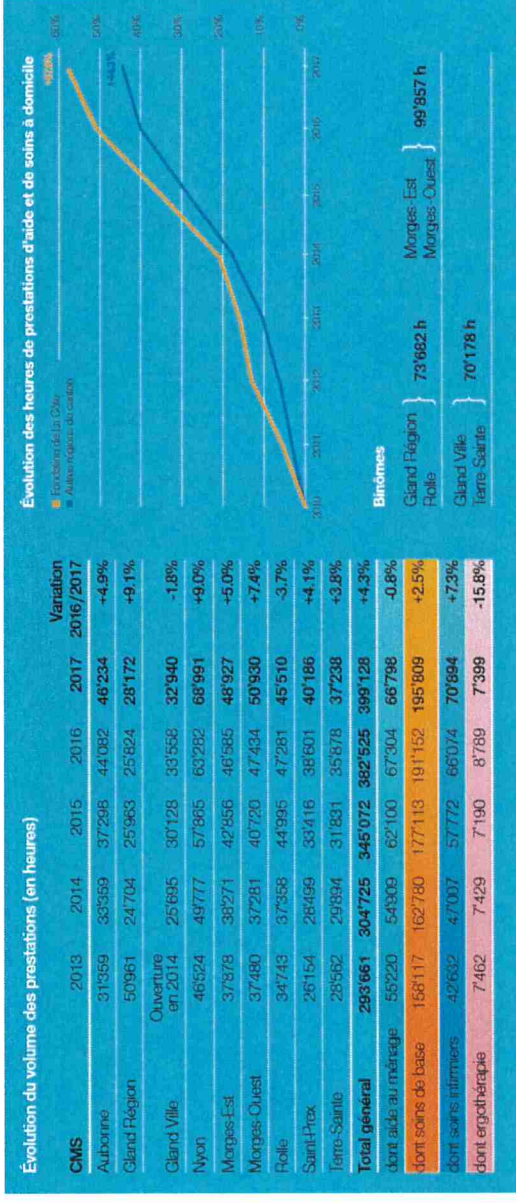 Évolution du volume des prestations (en heures)
CMS 2013 2014 2015 2016 2017 Variation 2016/2017
Aubonne 31'359 33'359 37'298 44'082 46'234 +4.9%
Gland Région 50'961 24'704 25'963 25'824 28'172 +9.1%
Gland Ville Ouverture en 2014 25'695 30'128 33'558 32'940 -1.8%
Nyon 46'524 49'777 57'865 63'282 68'991 +9.0%
Morges-Est 37'878 38'271 42'856 46'585 48'927 +5.0%
Morges-Ouest 37'480 37'281 40'720 47'434 50'930 +7.4%
Rolle 34'743 37'358 44'995 47'281 45'510 -3.7%
Saint-Prex 26'154 28'499 33'416 38'601 40'186 +4.1%
Terre-Sainte 28'562 29'894 31'831 35'878 37'238 +3.8%
Total général 293'661 304'725 345'072 382'525 399'128 +4.3%
dont aide au ménage 55'220 54'909 62'100 67'304 66'798 -0.8%
dont soins de base 158'117 162'780 177'113 191'152 195'809 +2.5%
dont soins infirmiers 42'632 47'007 57'772 66'074 70'894 +7.3%
dont ergothérapie 7'462 7'429 7'190 8'789 7'399 -15.8%
Évolution des heures de prestations d'aide et de soins à domicile
Fondation de La Côte
Autres régions du canton
60%
50%
40%
30%
20%
10%
0%
2010 2011 2012 2013 2014 2015 2016 2017
Binômes
Gland Région
Rolle
} 73'682 h
Morges-Est
Morges-Ouest
} 99'857 h
Gland Ville
Terre-Sainte
} 70'178 h